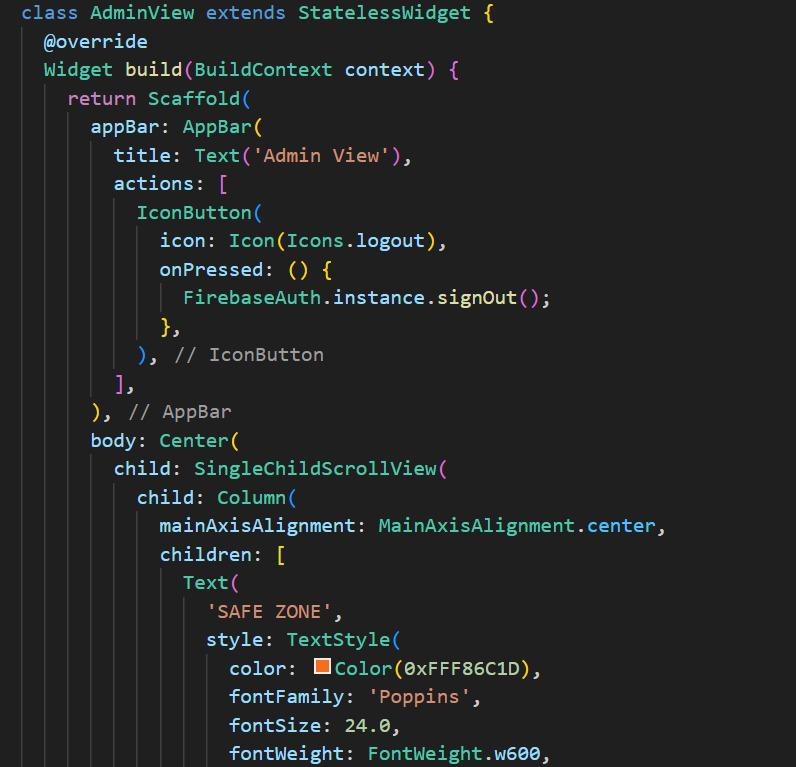 class AdminView extends StatelessWidget {
@override
Widget build(BuildContext context) {
return Scaffold(
appBar: AppBar(
title: Text('Admin View'),
actions: [
IconButton(
icon: Icon(Icons.logout),
onPressed: () {
FirebaseAuth.instance.signOut();
},
), // IconButton
],
), // AppBar
body: Center(
child: SingleChildScrollView(
child: Column(
mainAxisAlignment: MainAxisAlignment.center,
children: [
Text(
'SAFE ZONE',
style: TextStyle(
color: Color(0xFFF86C1D),
fontFamily: 'Poppins',
fontSize: 24.0,
fontWeight: FontWeight.w600,